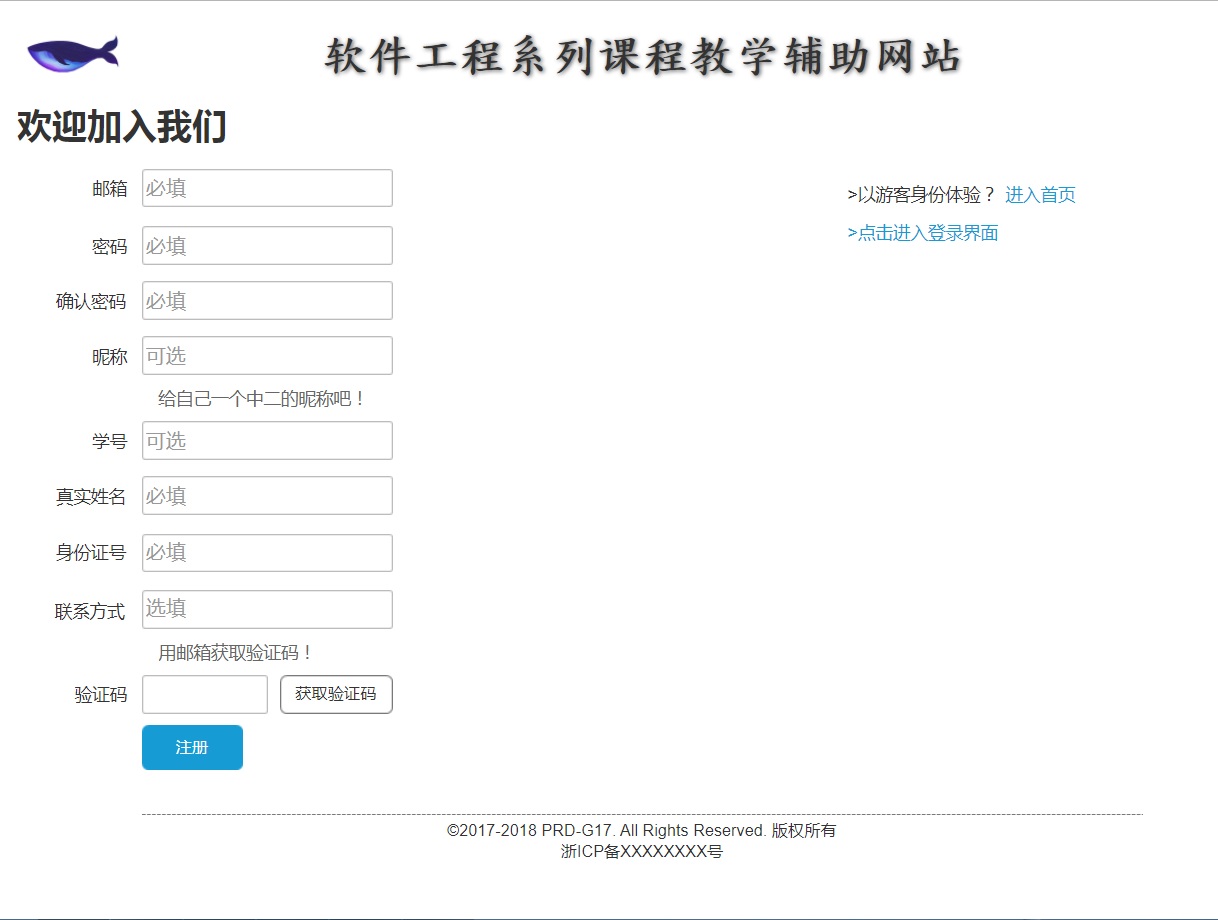 软件工程系列课程教学辅助网站
欢迎加入我们
邮箱 必填
密码 必填
确认密码 必填
昵称 可选
给自己一个中二的昵称吧！
学号 可选
真实姓名 必填
身份证号 必填
联系方式 选填
用邮箱获取验证码！
验证码 获取验证码
注册
>以游客身份体验？ 进入首页
>点击进入登录界面
©2017-2018 PRD-G17. All Rights Reserved. 版权所有
浙ICP备XXXXXXXX号